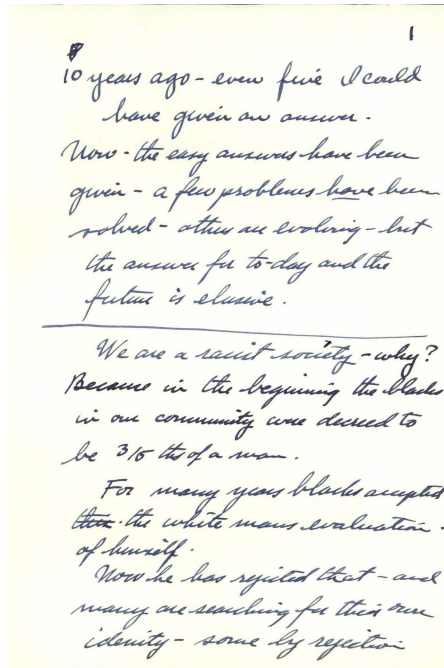 1
10 years ago - even five I could
have given an answer.
Now - the easy answers have been
given - a few problems have been
solved - others are evolving - but
the answer for to-day and the
future is elusive.
We are a racist society - why?
Because in the beginning the blacks
in our community were decreed to
be 3/5 ths of a man.
For many years blacks accepted
the white mans evaluation.
of himself.
Now he has rejected that - and
many are searching for their own
idenity - some by rejection